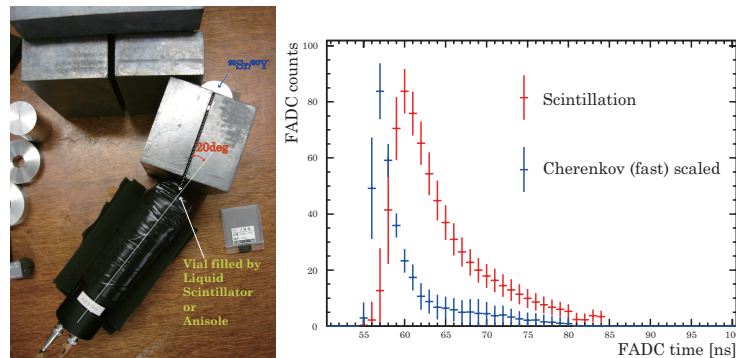 ⁹⁰Sr/⁹⁰Y
20deg
Vial filled by
Liquid
Scintillator
or
Anisole
FADC counts
100
80
60
40
20
0
Scintillation
Cherenkov (fast) scaled
55 60 65 70 75 80 85 90 95 100
FADC time [ns]